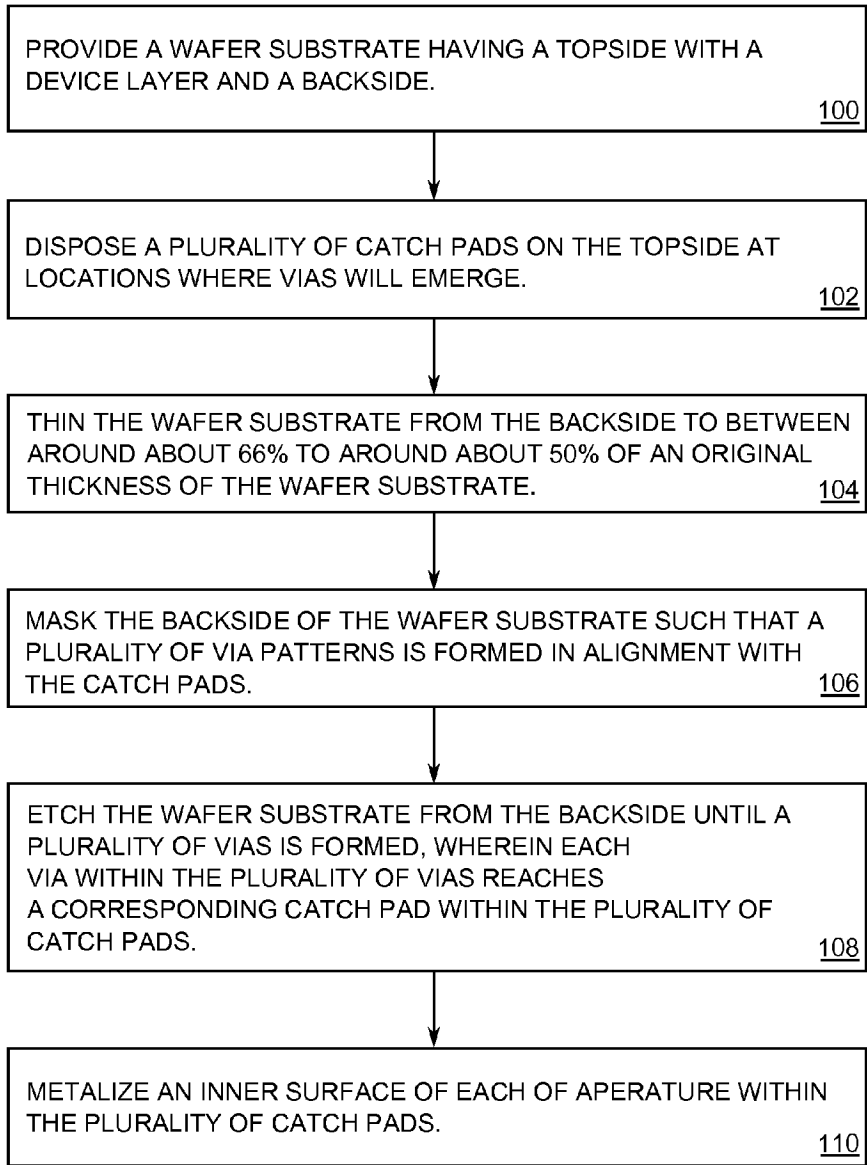 PROVIDE A WAFER SUBSTRATE HAVING A TOPSIDE WITH A
DEVICE LAYER AND A BACKSIDE.
100
DISPOSE A PLURALITY OF CATCH PADS ON THE TOPSIDE AT
LOCATIONS WHERE VIAS WILL EMERGE.
102
THIN THE WAFER SUBSTRATE FROM THE BACKSIDE TO BETWEEN
AROUND ABOUT 66% TO AROUND ABOUT 50% OF AN ORIGINAL
THICKNESS OF THE WAFER SUBSTRATE.
104
MASK THE BACKSIDE OF THE WAFER SUBSTRATE SUCH THAT A
PLURALITY OF VIA PATTERNS IS FORMED IN ALIGNMENT WITH
THE CATCH PADS.
106
ETCH THE WAFER SUBSTRATE FROM THE BACKSIDE UNTIL A
PLURALITY OF VIAS IS FORMED, WHEREIN EACH
VIA WITHIN THE PLURALITY OF VIAS REACHES
A CORRESPONDING CATCH PAD WITHIN THE PLURALITY OF
CATCH PADS.
108
METALIZE AN INNER SURFACE OF EACH OF APERATURE WITHIN
THE PLURALITY OF CATCH PADS.
110